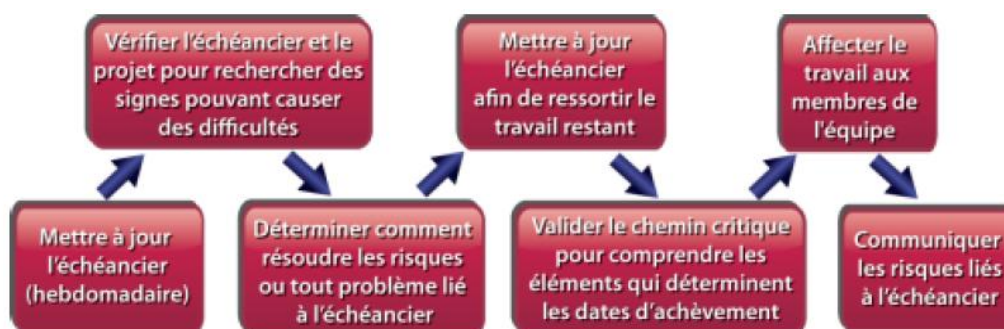 Mettre à jour
l'échéancier
(hebdomadaire)
Vérifier l'échéancier et le
projet pour rechercher des
signes pouvant causer
des difficultés
Déterminer comment
résoudre les risques
ou tout problème lié
à l'échéancier
Mettre à jour
l'échéancier
afin de ressortir le
travail restant
Valider le chemin critique
pour comprendre les
éléments qui déterminent
les dates d'achèvement
Affecter le
travail aux
membres de
l'équipe
Communiquer
les risques liés
à l'échéancier